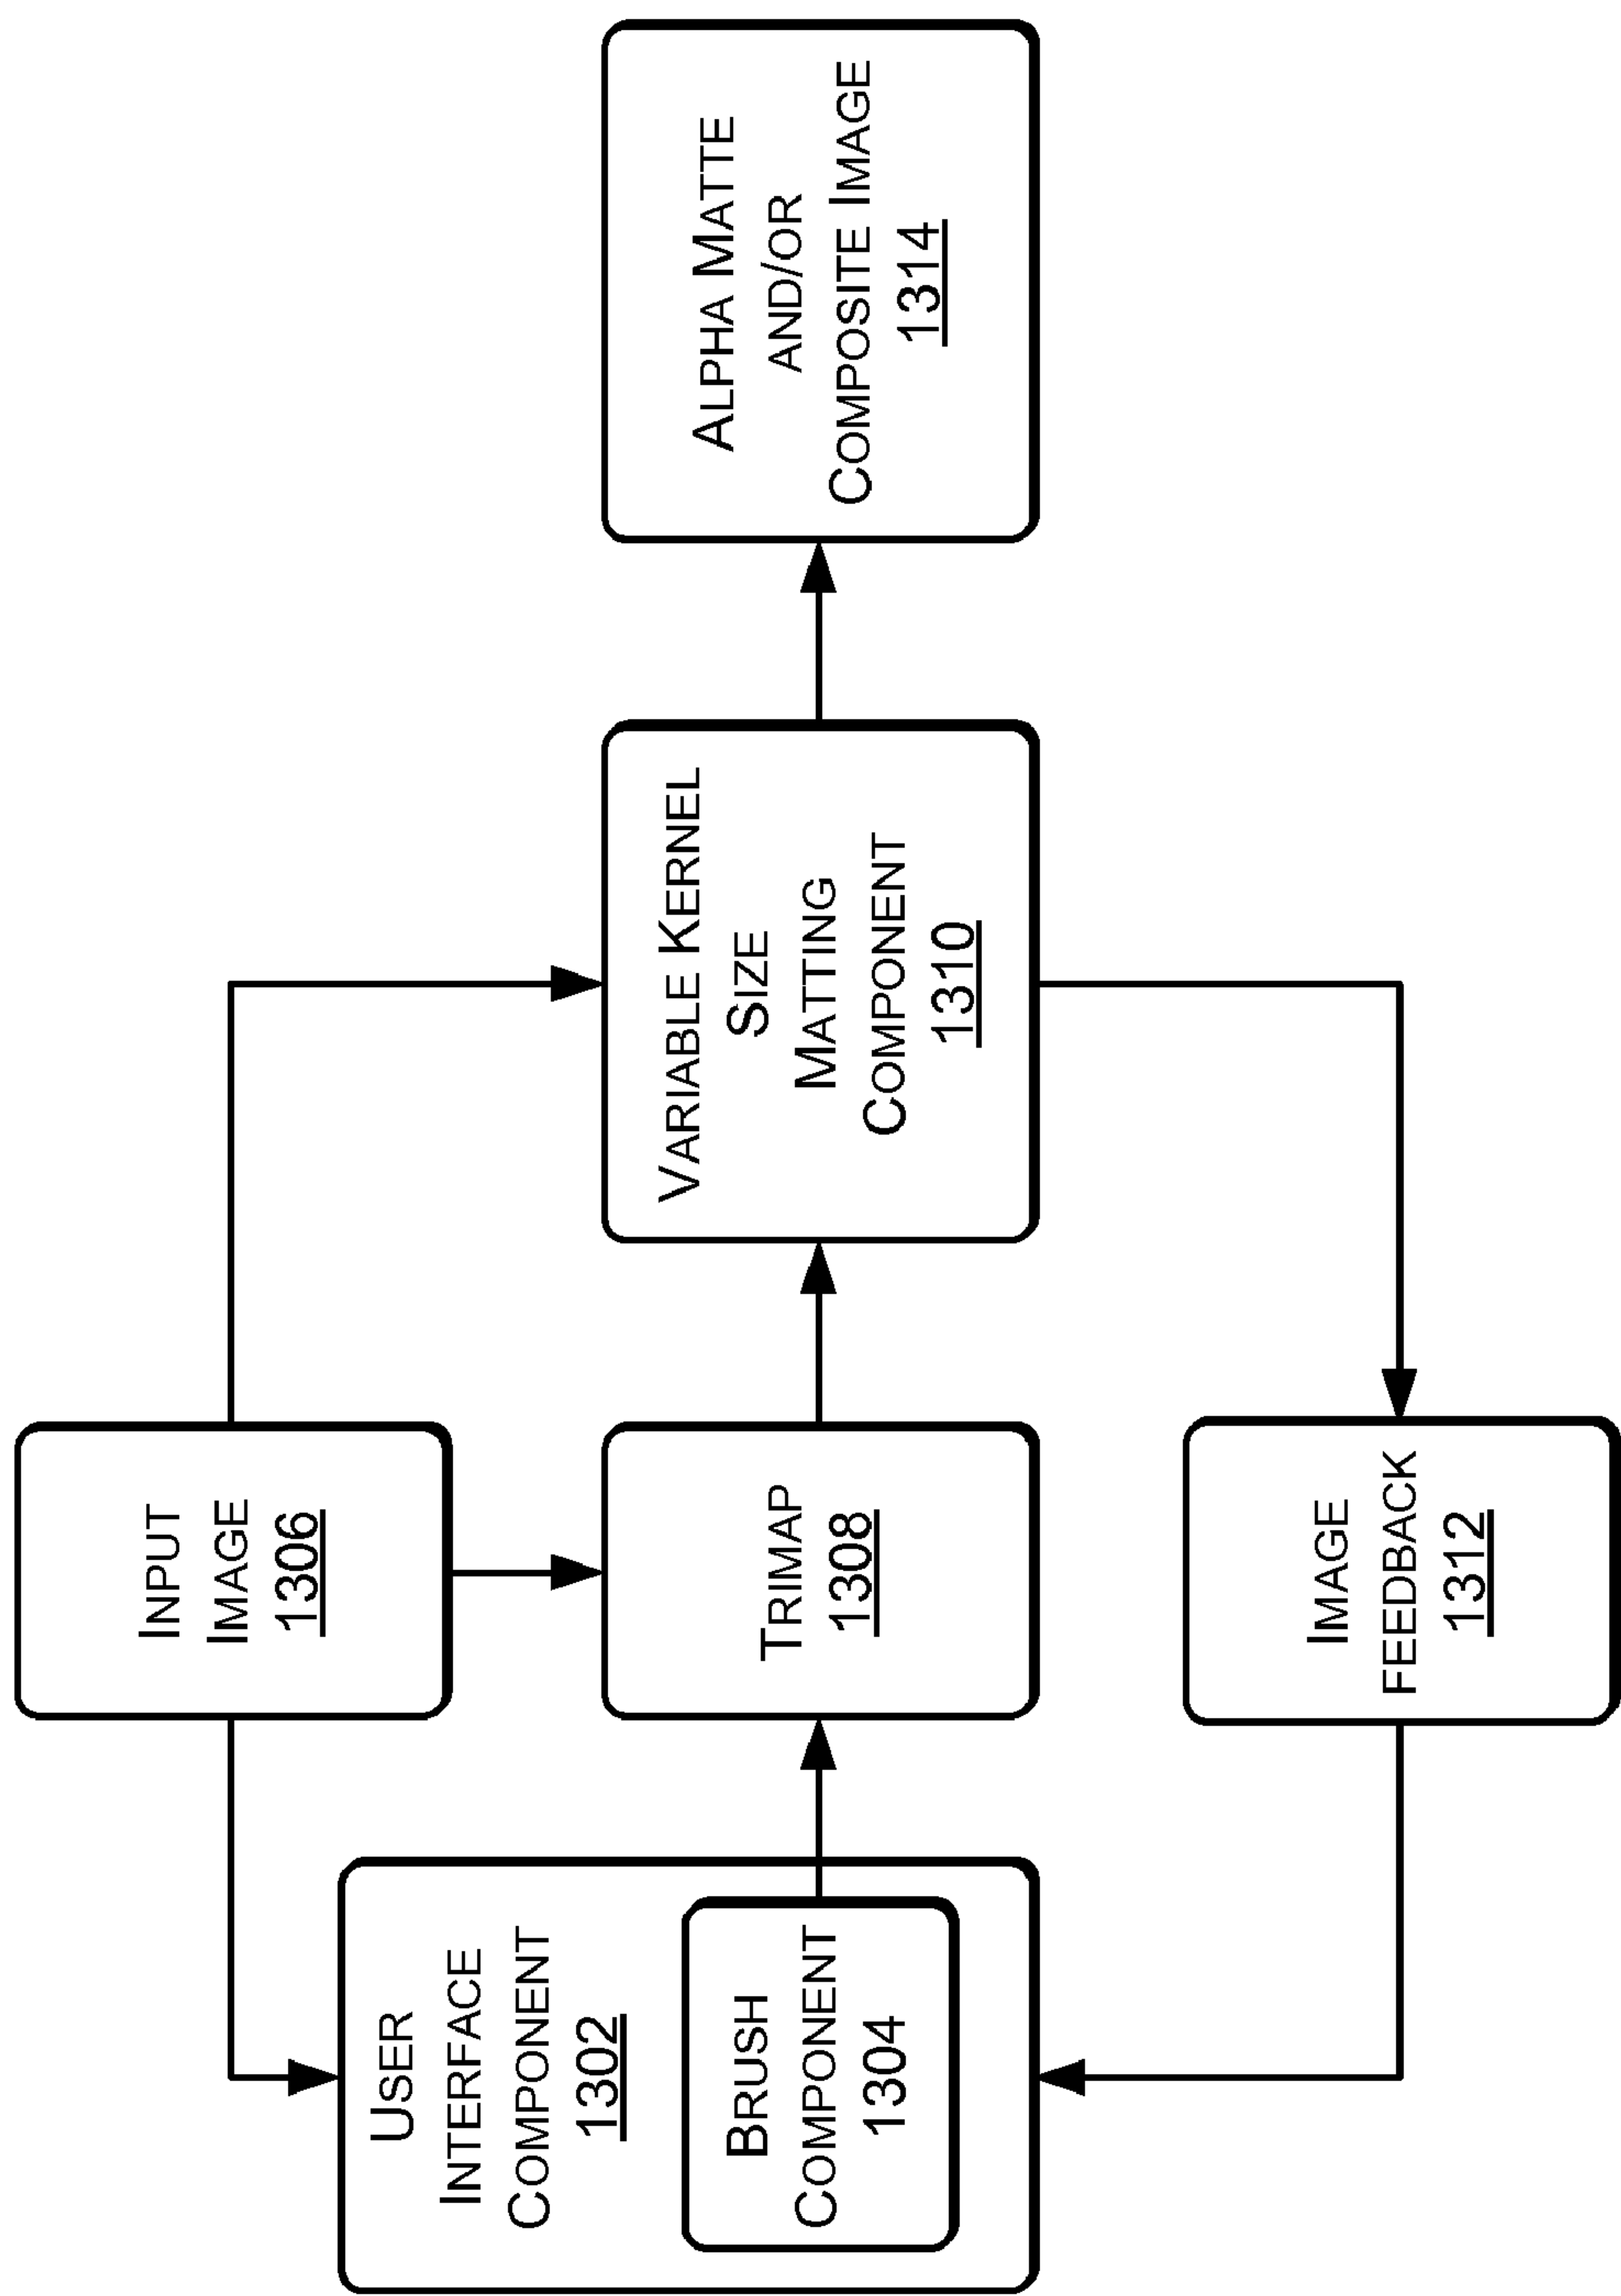 INPUT
IMAGE
1306
USER
INTERFACE
COMPONENT
1302
BRUSH
COMPONENT
1304
TRIMAP
1308
VARIABLE KERNEL
SIZE
MATTING
COMPONENT
1310
ALPHA MATTE
AND/OR
COMPOSITE IMAGE
1314
IMAGE
FEEDBACK
1312